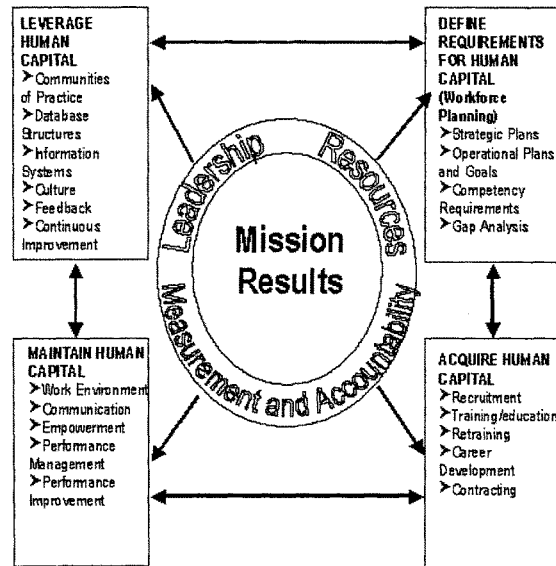 LEVERAGE
HUMAN
CAPITAL
➤Communities
of Practice
➤Database
Structures
➤Information
Systems
➤Culture
➤Feedback
➤Continuous
Improvement
DEFINE
REQUIREMENTS
FOR HUMAN
CAPITAL
(Workforce
Planning)
➤Strategic Plans
➤Operational Plans
and Goals
➤Competency
Requirements
➤Gap Analysis
Leadership
Resources
Mission
Results
Measurement and Accountability
MAINTAIN HUMAN
CAPITAL
➤Work Environment
➤Communication
➤Empowerment
➤Performance
Management
➤Performance
Improvement
ACQUIRE HUMAN
CAPITAL
➤Recruitment
➤Training/education
➤Retraining
➤Career
Development
➤Contracting